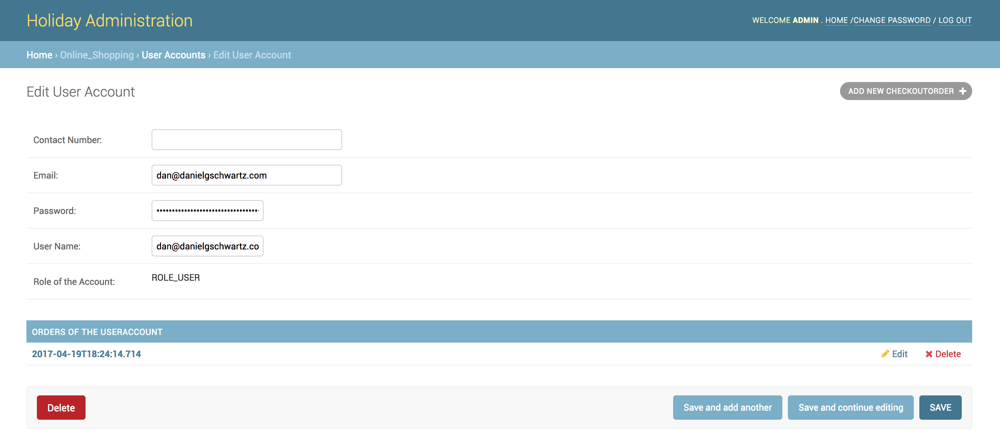 Holiday Administration
WELCOME ADMIN . HOME /CHANGE PASSWORD / LOG OUT
Home › Online_Shopping › User Accounts › Edit User Account
Edit User Account
ADD NEW CHECKOUTORDER
Contact Number:
Email: dan@danielgschwartz.com
Password: 
User Name: dan@danielgschwartz.co
Role of the Account: ROLE_USER
ORDERS OF THE USERACCOUNT
2017-04-19T18:24:14.714 Edit Delete
Delete Save and add another Save and continue editing SAVE